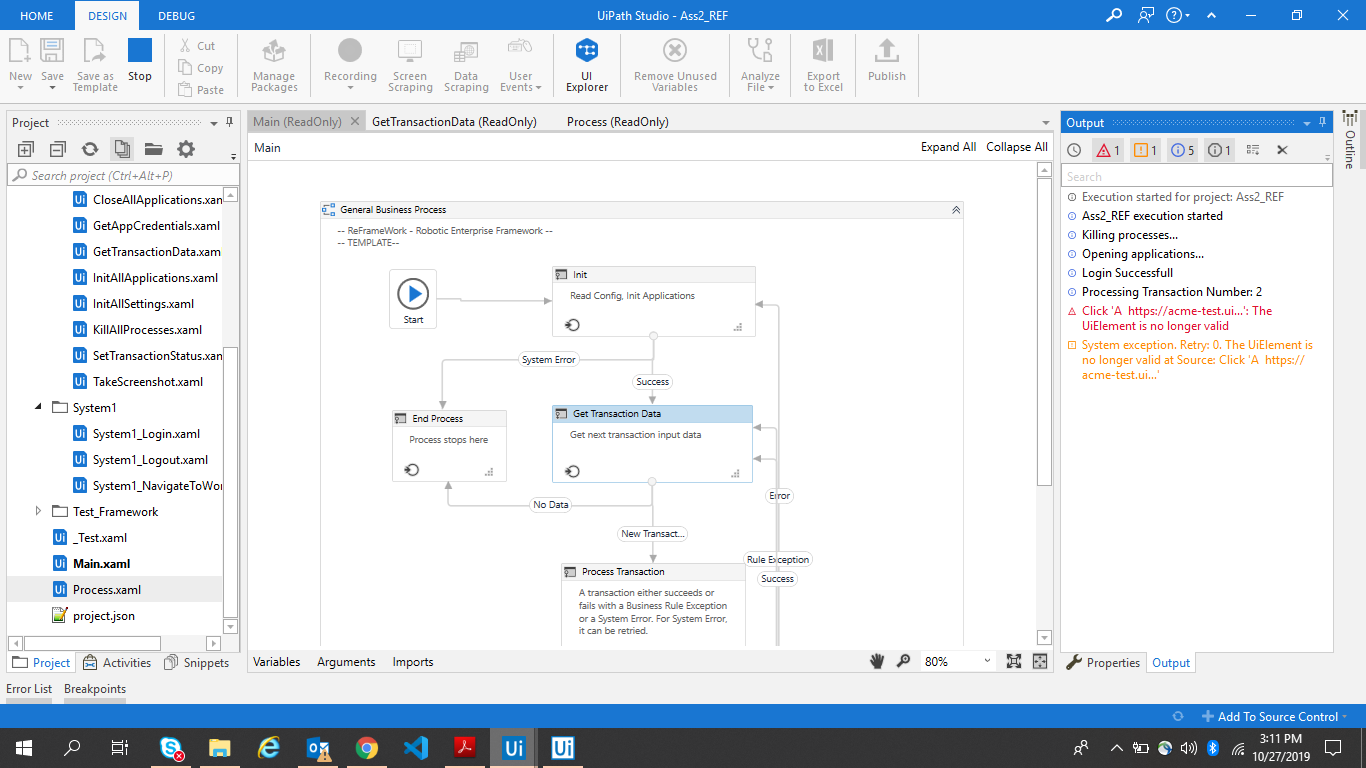 HOME
DESIGN
DEBUG
UiPath Studio - Ass2_REF
New
Save
Save as
Template
Stop
Cut
Copy
Paste
Manage
Packages
Recording
Screen
Scraping
Data
Scraping
User
Events
UI
Explorer
Remove Unused
Variables
Analyze
File
Export
to Excel
Publish
Project
Search project (Ctrl+Alt+P)
CloseAllApplications.xan
GetAppCredentials.xaml
GetTransactionData.xam
InitAllApplications.xaml
InitAllSettings.xaml
KillAllProcesses.xaml
SetTransactionStatus.xan
TakeScreenshot.xaml
System1
System1_Login.xaml
System1_Logout.xaml
System1_NavigateToWor
Test_Framework
_Test.xaml
Main.xaml
Process.xaml
project.json
Project
Activities
Snippets
Error List
Breakpoints
Main (ReadOnly)
GetTransactionData (ReadOnly)
Process (ReadOnly)
Main
Expand All
Collapse All
General Business Process
-- ReFrameWork - Robotic Enterprise Framework --
-- TEMPLATE--
Start
Init
Read Config, Init Applications
System Error
Success
End Process
Process stops here
Get Transaction Data
Get next transaction input data
No Data
Error
New Transact...
Rule Exception
Success
Process Transaction
A transaction either succeeds or
fails with a Business Rule Exception
or a System Error. For System Error,
it can be retried.
Variables
Arguments
Imports
80%
Output
1
1
5
1
Search
Execution started for project: Ass2_REF
Ass2_REF execution started
Killing processes...
Opening applications...
Login Successfull
Processing Transaction Number: 2
Click 'A https://acme-test.ui...': The
UiElement is no longer valid
System exception. Retry: 0. The UiElement is
no longer valid at Source: Click 'A https://
acme-test.ui...'
Outline
Properties
Output
Add To Source Control
Ui
Ui
3:11 PM
10/27/2019